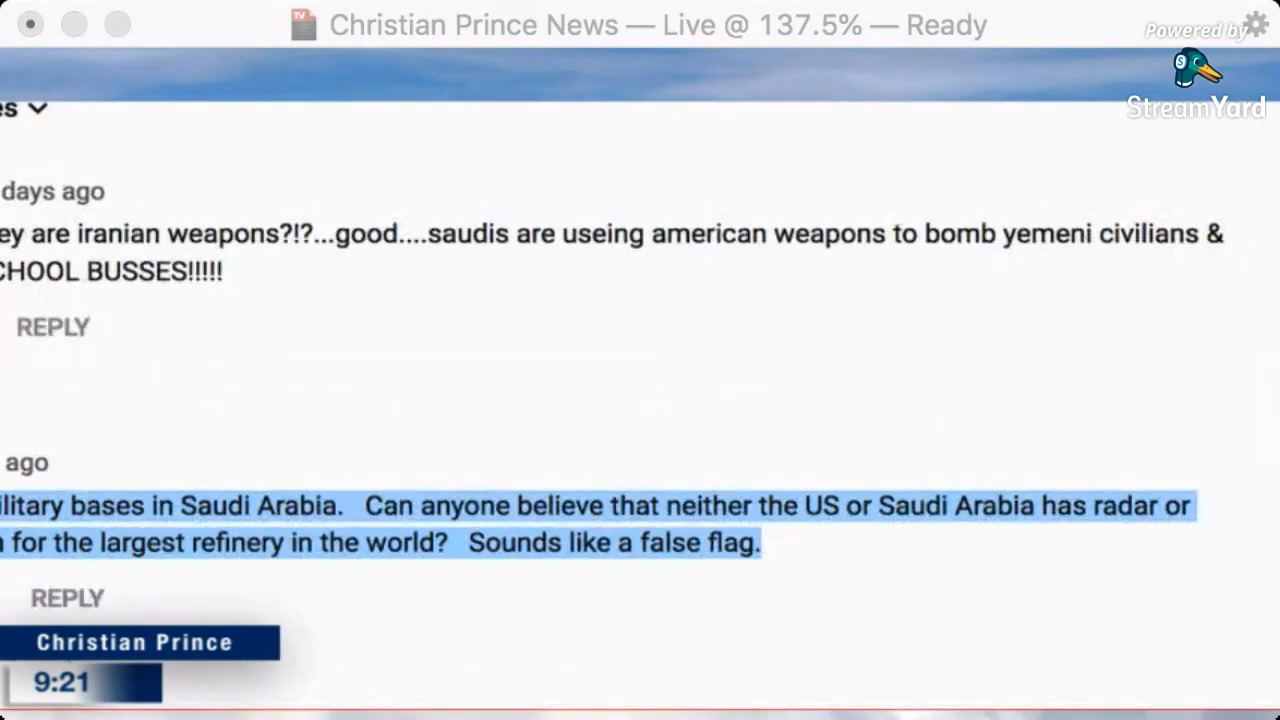 Christian Prince News — Live @ 137.5% — Ready
Powered by
StreamYard
es
days ago
ey are iranian weapons?!?...good....saudis are useing american weapons to bomb yemeni civilians &
CHOOL BUSSES!!!!!
REPLY
ago
ilitary bases in Saudi Arabia. Can anyone believe that neither the US or Saudi Arabia has radar or
for the largest refinery in the world? Sounds like a false flag.
REPLY
Christian Prince
9:21